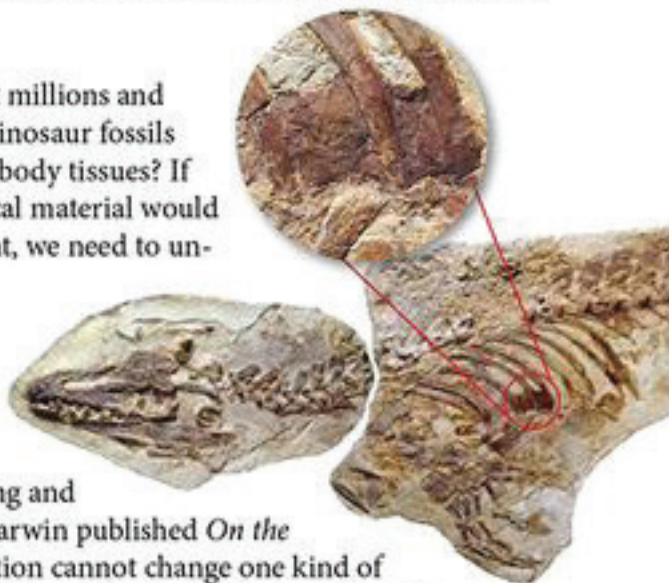 millions and
inosaur fossils
body tissues? If
al material would
t, we need to un-
ng and
arwin published On the
tion cannot change one kind of